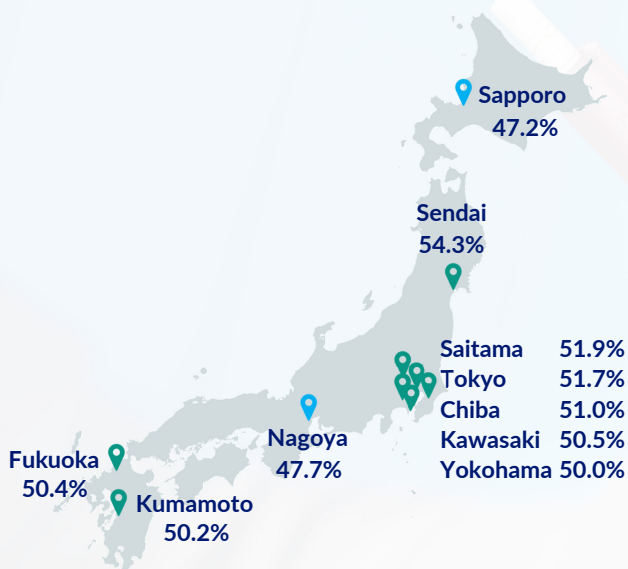 Sapporo
47.2%
Sendai
54.3%
Saitama 51.9%
Tokyo 51.7%
Chiba 51.0%
Kawasaki 50.5%
Yokohama 50.0%
Nagoya
47.7%
Fukuoka
50.4%
Kumamoto
50.2%